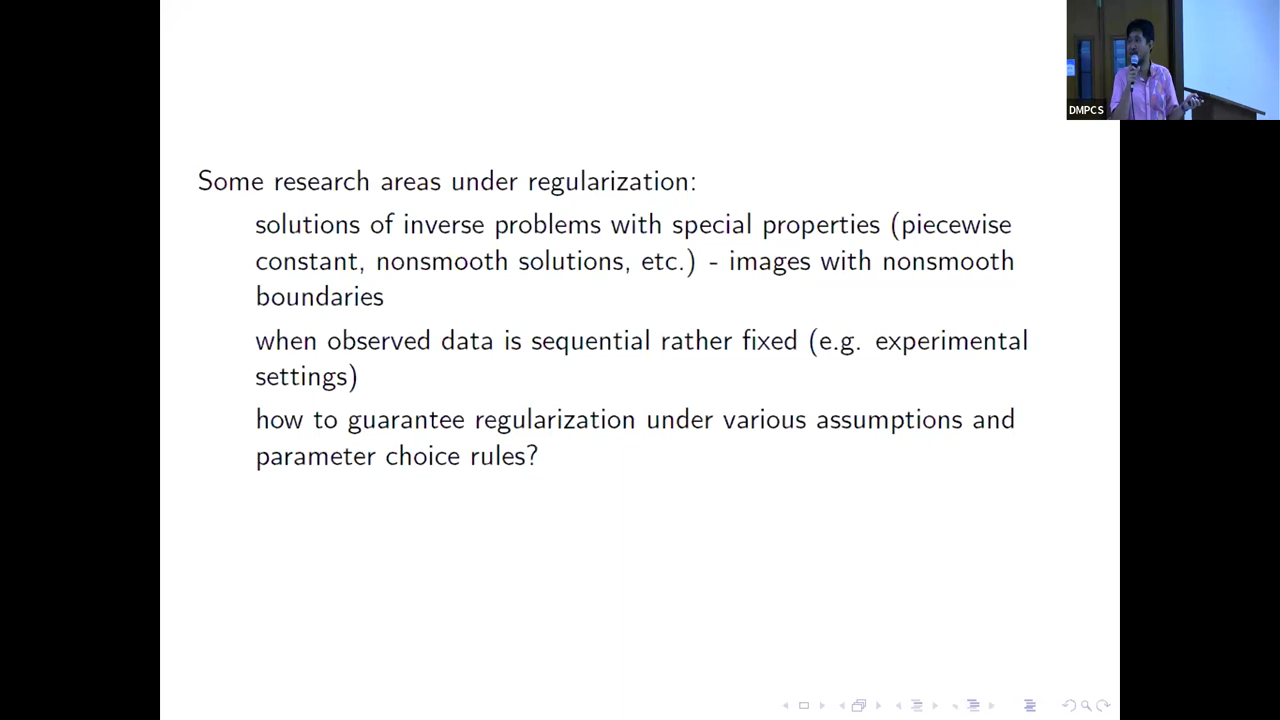 DMPCS
Some research areas under regularization:
solutions of inverse problems with special properties (piecewise
constant, nonsmooth solutions, etc.) - images with nonsmooth
boundaries
when observed data is sequential rather fixed (e.g. experimental
settings)
how to guarantee regularization under various assumptions and
parameter choice rules?